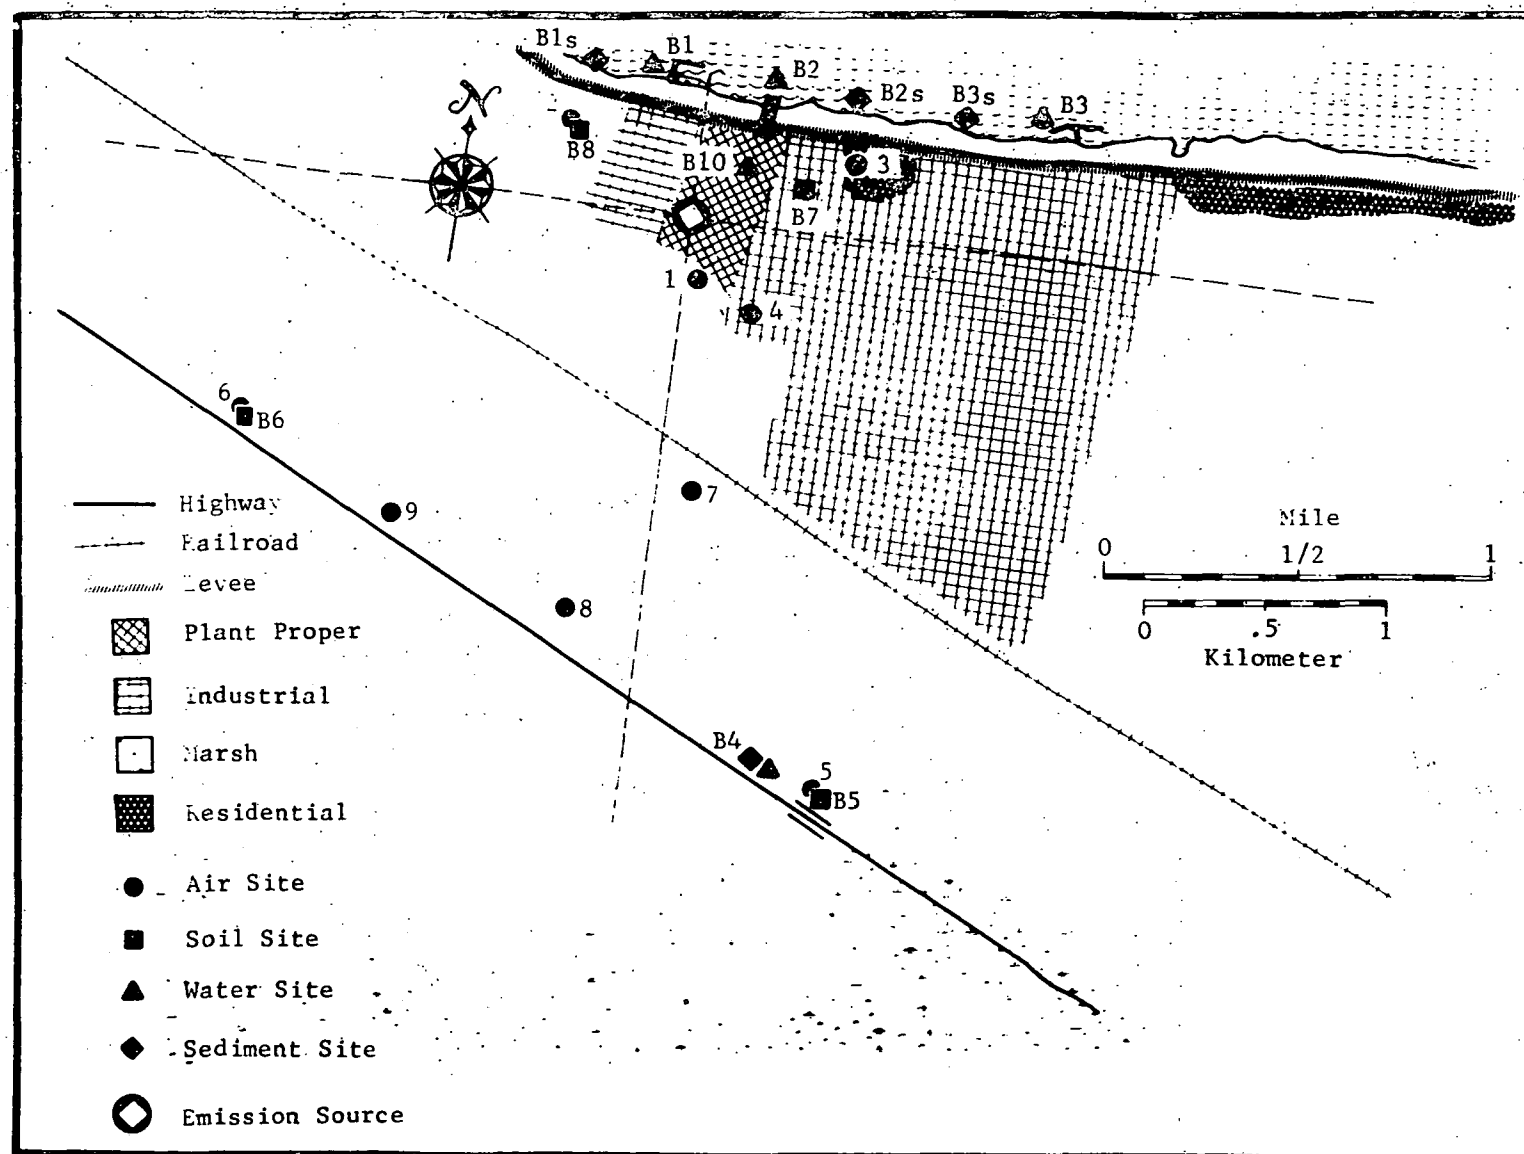 B1s
B1
B2
B2s
B3s
B3
N
B8
B10
3
B7
1
4
6
B6
7
9
8
B4
5
B5
Highway
Railroad
Levee
Plant Proper
Industrial
Marsh
Residential
Air Site
Soil Site
Water Site
Sediment Site
Emission Source
Mile
0 1/2 1
0 .5 1
Kilometer